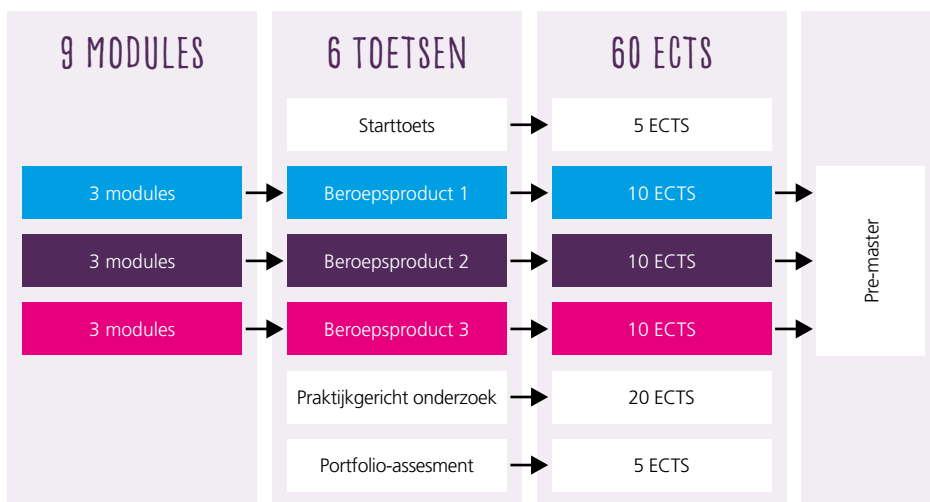 9 MODULES
6 TOETSEN
60 ECTS
Starttoets
5 ECTS
3 modules
Beroepsproduct 1
10 ECTS
3 modules
Beroepsproduct 2
10 ECTS
3 modules
Beroepsproduct 3
10 ECTS
Pre-master
Praktijkgericht onderzoek
20 ECTS
Portfolio-assesment
5 ECTS